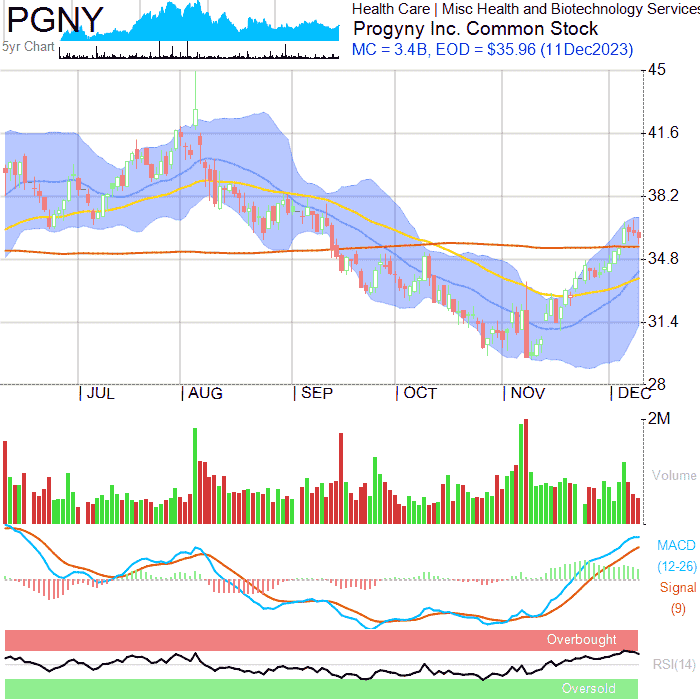 PGNY
Health Care | Misc Health and Biotechnology Services
Progyny Inc. Common Stock
5yr Chart
MC = 3.4B, EOD = $35.96 (11Dec2023)
45
41.6
38.2
34.8
31.4
28
| JUL | AUG | SEP | OCT | NOV | DEC
2M
Volume
MACD
(12-26)
Signal
(9)
Overbought
RSI(14)
Oversold